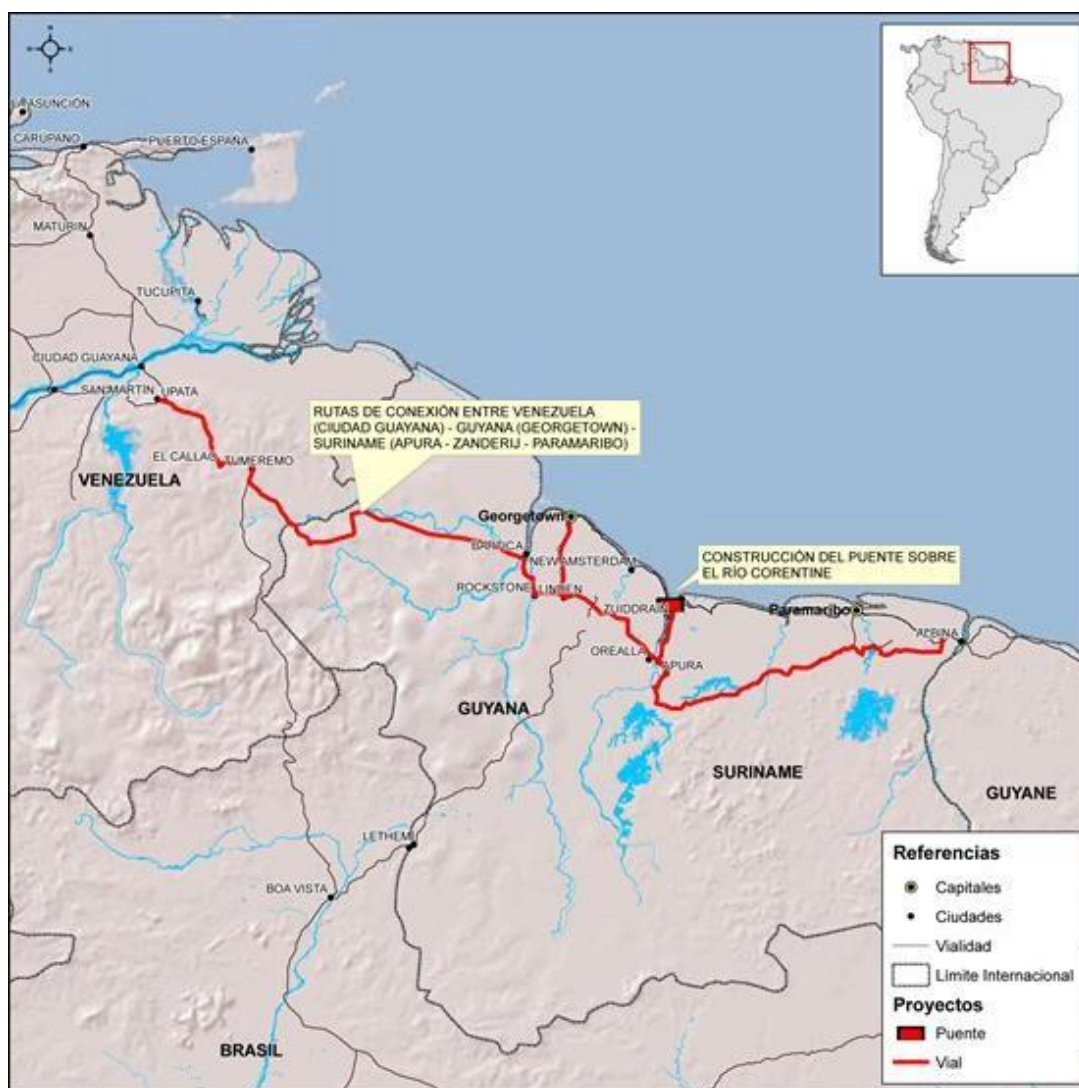 ASUNCIÓN
CARÚPANO
PUERTO ESPAÑA
MATURIN
TUCUPITA
CIUDAD GUAYANA
SAN MARTIN
UPATA
RUTAS DE CONEXIÓN ENTRE VENEZUELA
(CIUDAD GUAYANA) - GUYANA (GEORGETOWN) -
SURINAME (APURA - ZANDERIJ - PARAMARIBO)
EL CALLAO
TUMEREMO
VENEZUELA
Georgetown
BARTICA
NEW AMSTERDAM
CONSTRUCCIÓN DEL PUENTE SOBRE
EL RÍO CORENTINE
ROCKSTONE
LINDEN
ZUIDDRAIN
Paramaribo
ALBINA
OREALLA
APURA
GUYANA
SURINAME
GUYANE
LETHEM
BOA VISTA
BRASIL
Referencias
Capitales
Ciudades
Vialidad
Límite Internacional
Proyectos
Puente
Vial